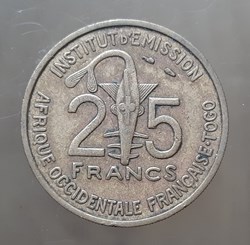 INSTITUT D'EMISSION
25
FRANCS
AFRIQUE OCCIDENTALE FRANÇAISE-TOGO